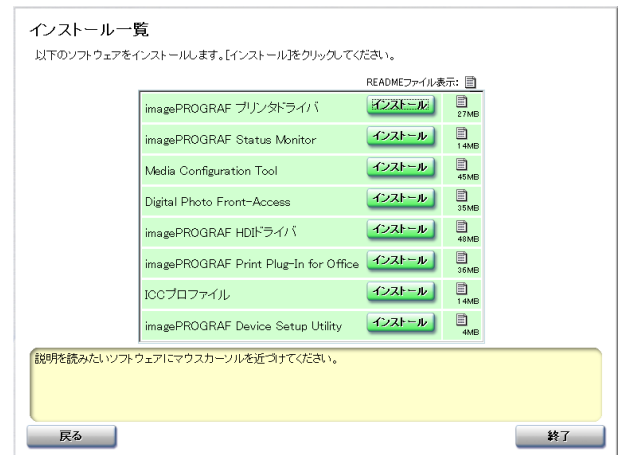 インストール一覧
以下のソフトウェアをインストールします。[インストール]をクリックしてください。
READMEファイル表示:
imagePROGRAF プリンタドライバ インストール 27MB
imagePROGRAF Status Monitor インストール 14MB
Media Configuration Tool インストール 45MB
Digital Photo Front-Access インストール 35MB
imagePROGRAF HDIドライバ インストール 48MB
imagePROGRAF Print Plug-In for Office インストール 36MB
ICCプロファイル インストール 14MB
imagePROGRAF Device Setup Utility インストール 4MB
説明を読みたいソフトウェアにマウスカーソルを近づけてください。
戻る 終了